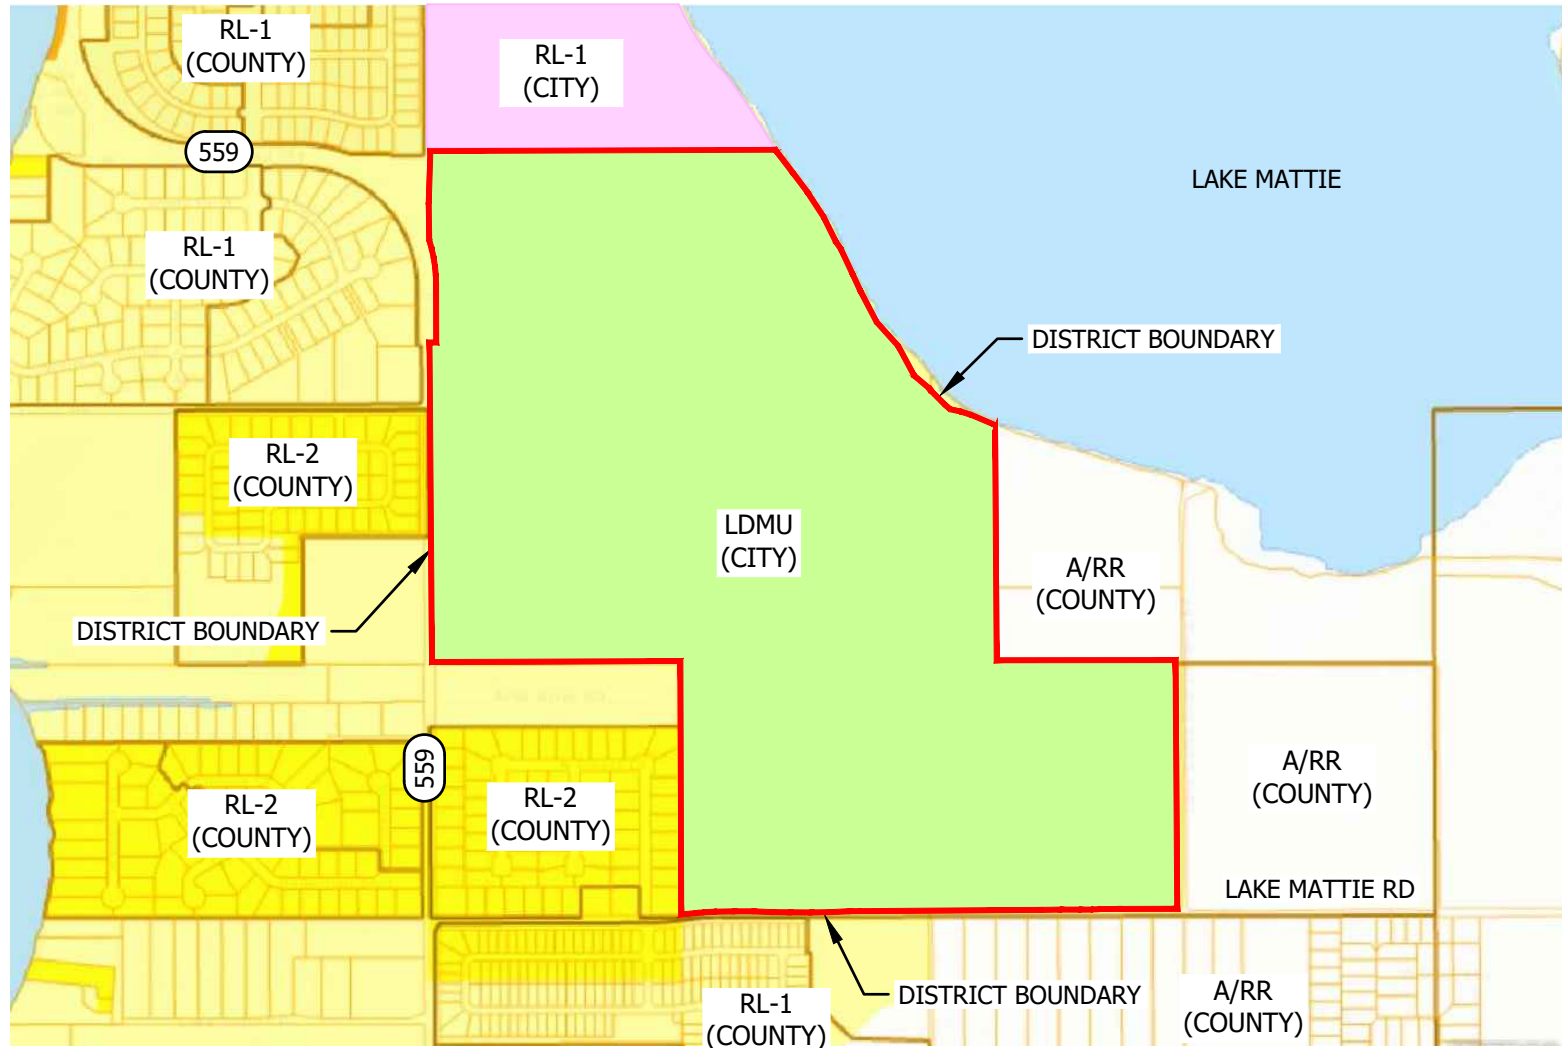 RL-1
(COUNTY)
RL-1
(CITY)
559
LAKE MATTIE
RL-1
(COUNTY)
DISTRICT BOUNDARY
RL-2
(COUNTY)
LDMU
(CITY)
A/RR
(COUNTY)
DISTRICT BOUNDARY
559
RL-2
(COUNTY)
RL-2
(COUNTY)
A/RR
(COUNTY)
LAKE MATTIE RD
DISTRICT BOUNDARY
RL-1
(COUNTY)
A/RR
(COUNTY)